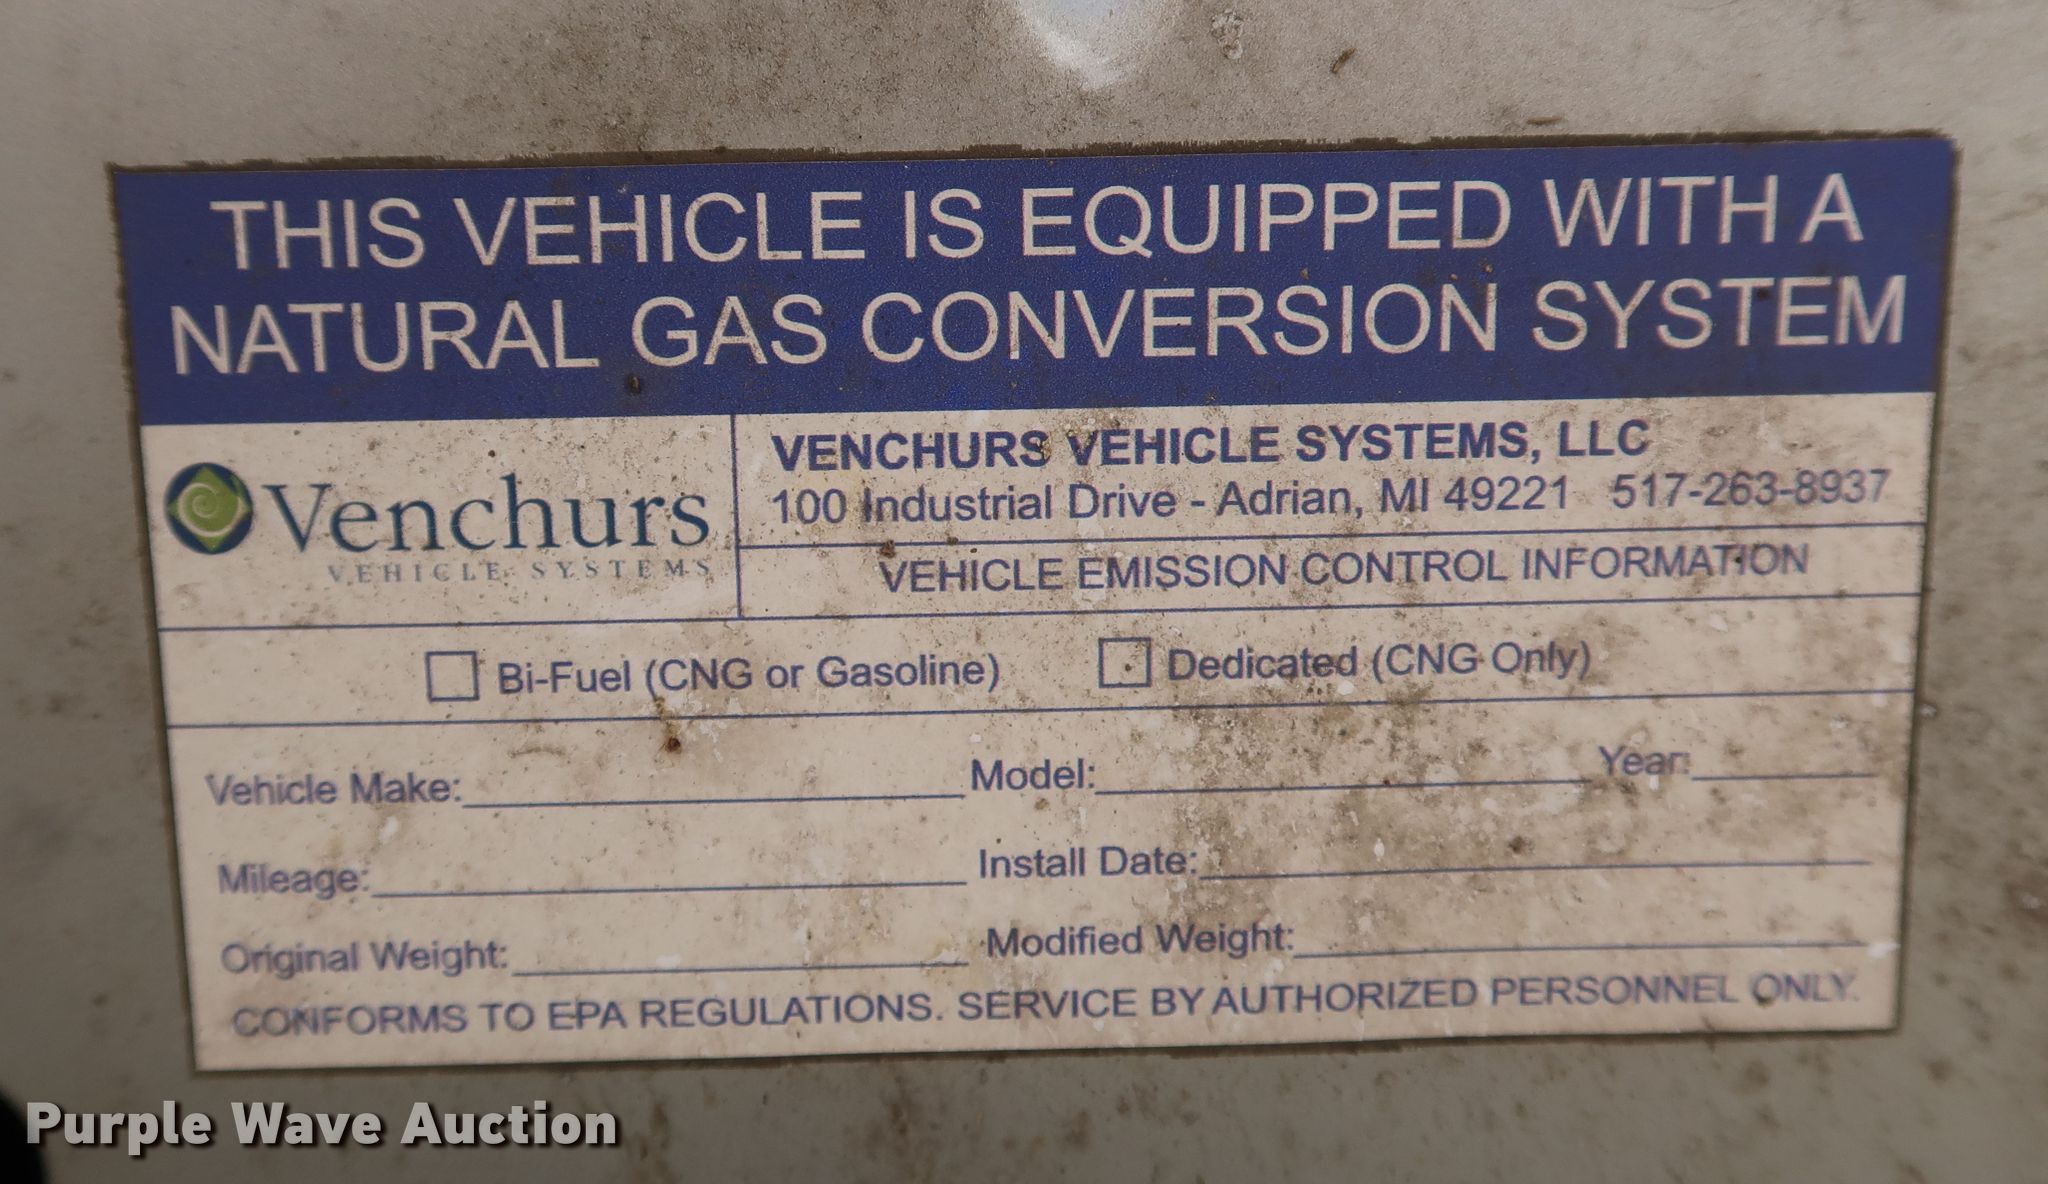 THIS VEHICLE IS EQUIPPED WITH A
NATURAL GAS CONVERSION SYSTEM
Venchurs
VEHICLE SYSTEMS
VENCHURS VEHICLE SYSTEMS, LLC
100 Industrial Drive - Adrian, MI 49221 517-263-8937
VEHICLE EMISSION CONTROL INFORMATION
Bi-Fuel (CNG or Gasoline) Dedicated (CNG Only)
Vehicle Make: Model: Year:
Mileage: Install Date:
Original Weight: Modified Weight:
CONFORMS TO EPA REGULATIONS. SERVICE BY AUTHORIZED PERSONNEL ONLY.
Purple Wave Auction